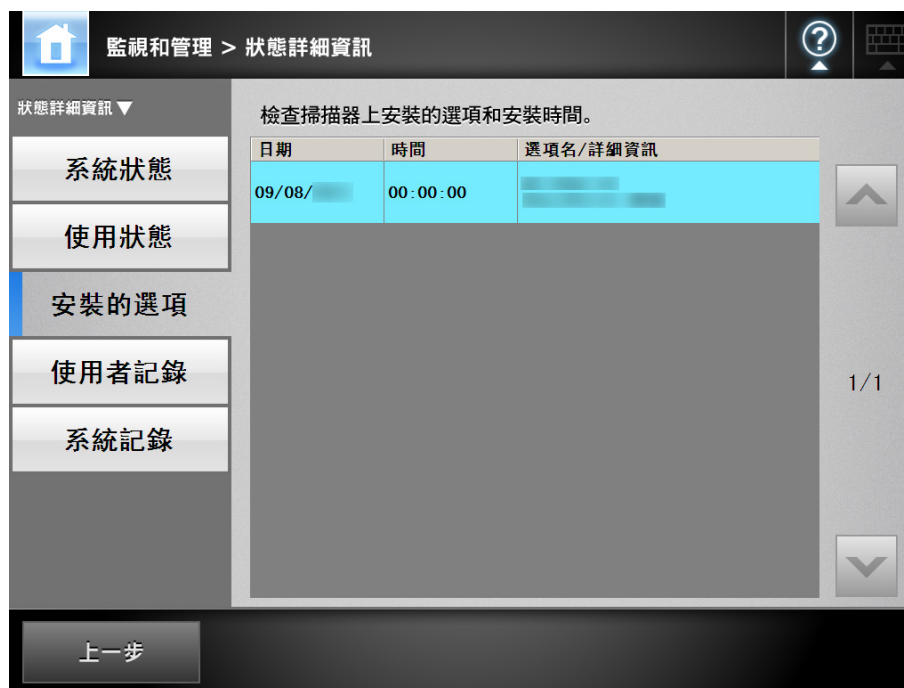 監視和管理 > 狀態詳細資訊
?
狀態詳細資訊▼
系統狀態
使用狀態
安裝的選項
使用者記錄
系統記錄
檢查掃描器上安裝的選項和安裝時間。
日期 時間 選項名/詳細資訊
09/08/ 00:00:00
1/1
上一步